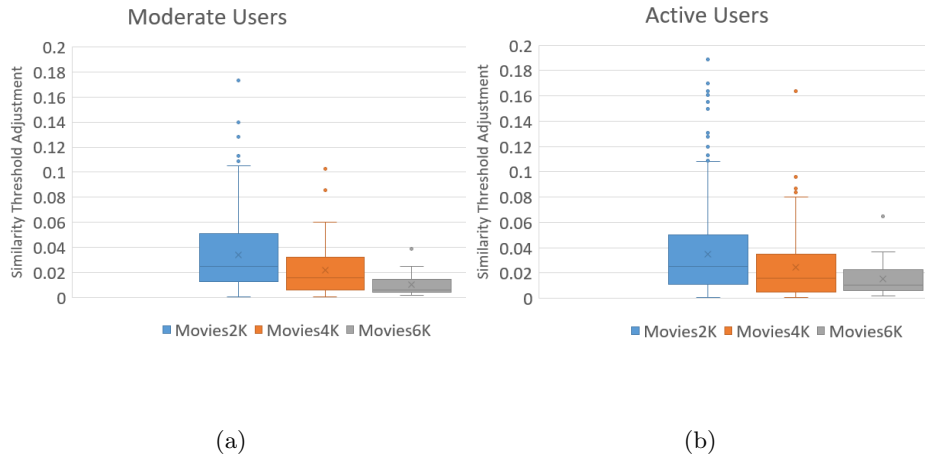 Moderate Users
Similarity Threshold Adjustment
0.2
0.18
0.16
0.14
0.12
0.1
0.08
0.06
0.04
0.02
0
Movies2K Movies4K Movies6K
(a)
Active Users
Similarity Threshold Adjustment
0.2
0.18
0.16
0.14
0.12
0.1
0.08
0.06
0.04
0.02
0
Movies2K Movies4K Movies6K
(b)